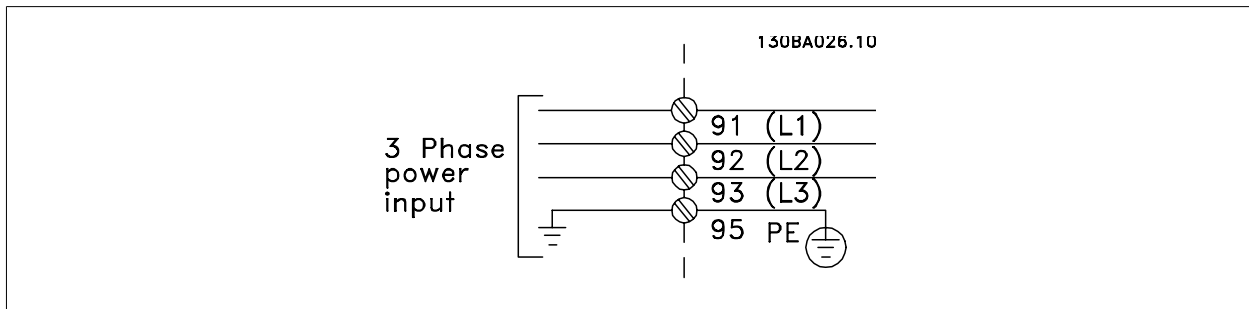 130BA026.10
3 Phase
power
input
91 (L1)
92 (L2)
93 (L3)
95 PE